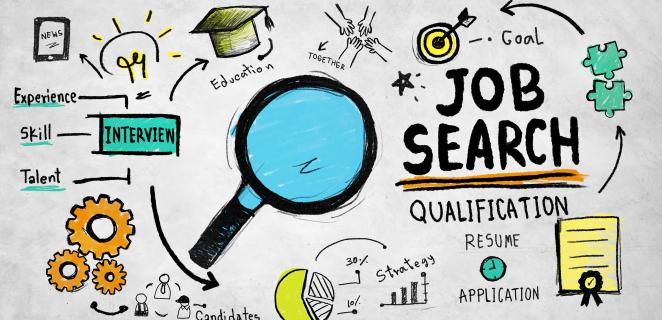 NEWS
Education
TOGETHER
GOAL
Experience
Skill
Talent
INTERVIEW
JOB
SEARCH
QUALIFICATION
RESUME
APPLICATION
Candidates
30%
10%
Strategy